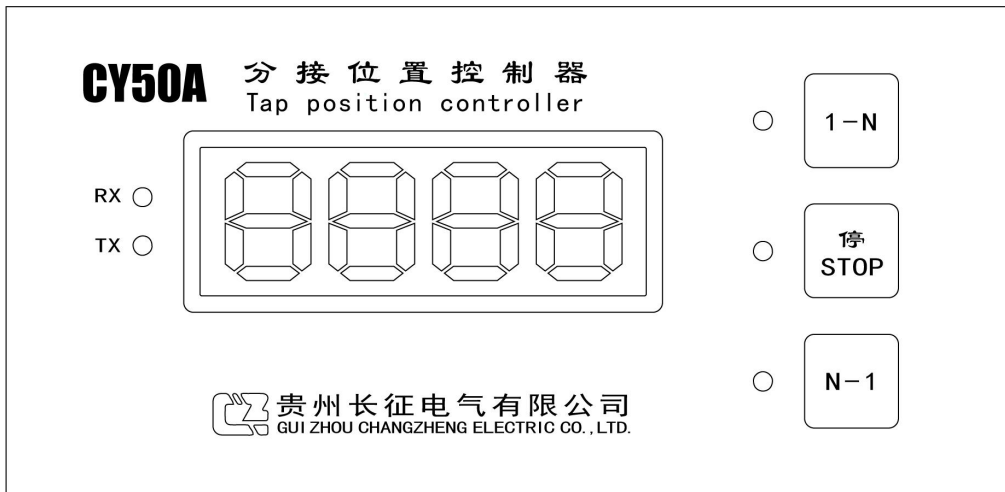 CY50A 分接位置控制器
Tap position controller
RX
TX
1-N
停
STOP
N-1
贵州长征电气有限公司
GUI ZHOU CHANGZHENG ELECTRIC CO.,LTD.